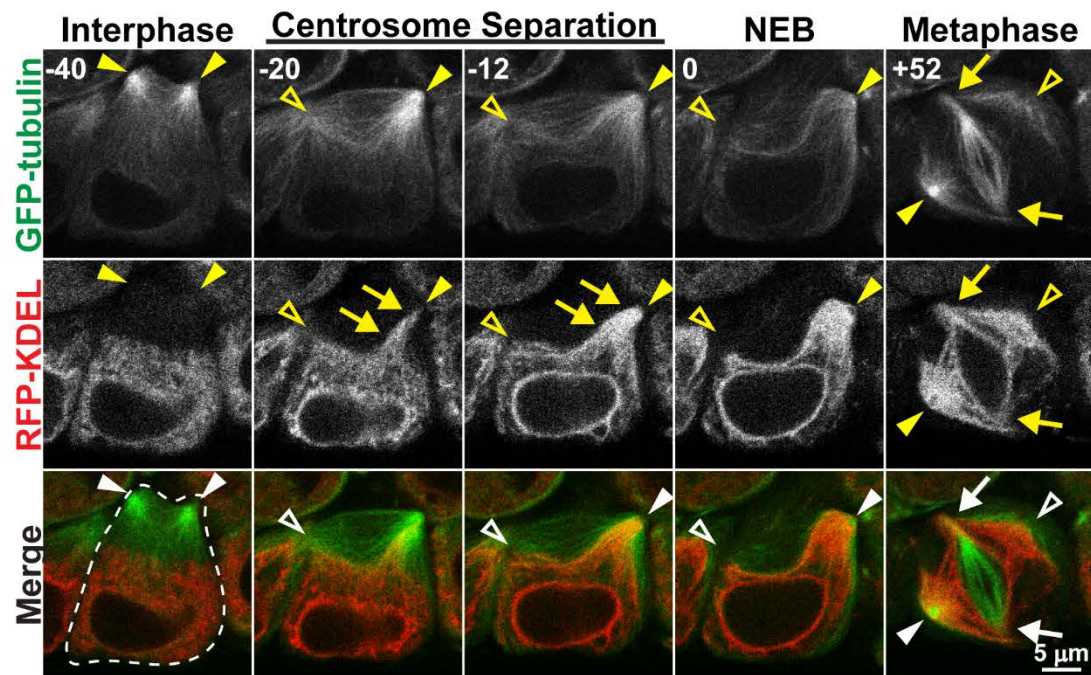 Interphase
Centrosome Separation
NEB
Metaphase
GFP-tubulin
-40
-20
-12
0
+52
RFP-KDEL
Merge
5 μm